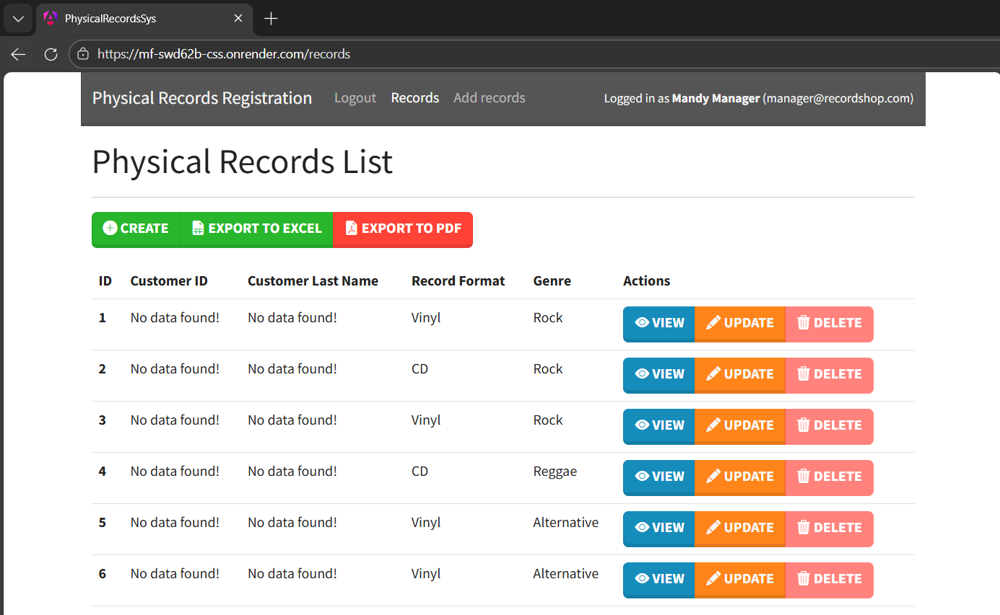 PhysicalRecordsSys
https://mf-swd62b-css.onrender.com/records
Physical Records Registration Logout Records Add records Logged in as Mandy Manager (manager@recordshop.com)
Physical Records List
CREATE EXPORT TO EXCEL EXPORT TO PDF
ID Customer ID Customer Last Name Record Format Genre Actions
1 No data found! No data found! Vinyl Rock VIEW UPDATE DELETE
2 No data found! No data found! CD Rock VIEW UPDATE DELETE
3 No data found! No data found! Vinyl Rock VIEW UPDATE DELETE
4 No data found! No data found! CD Reggae VIEW UPDATE DELETE
5 No data found! No data found! Vinyl Alternative VIEW UPDATE DELETE
6 No data found! No data found! Vinyl Alternative VIEW UPDATE DELETE